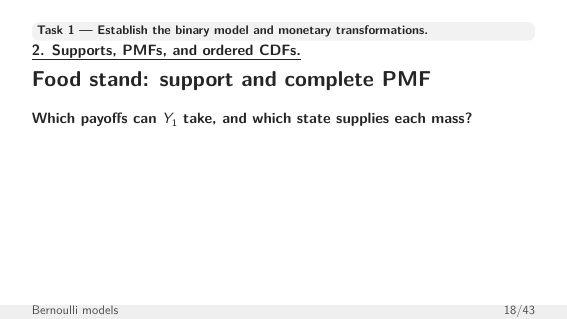 Task 1 — Establish the binary model and monetary transformations.
2. Supports, PMFs, and ordered CDFs.
Food stand: support and complete PMF
Which payoffs can Y₁ take, and which state supplies each mass?
Bernoulli models 18/43